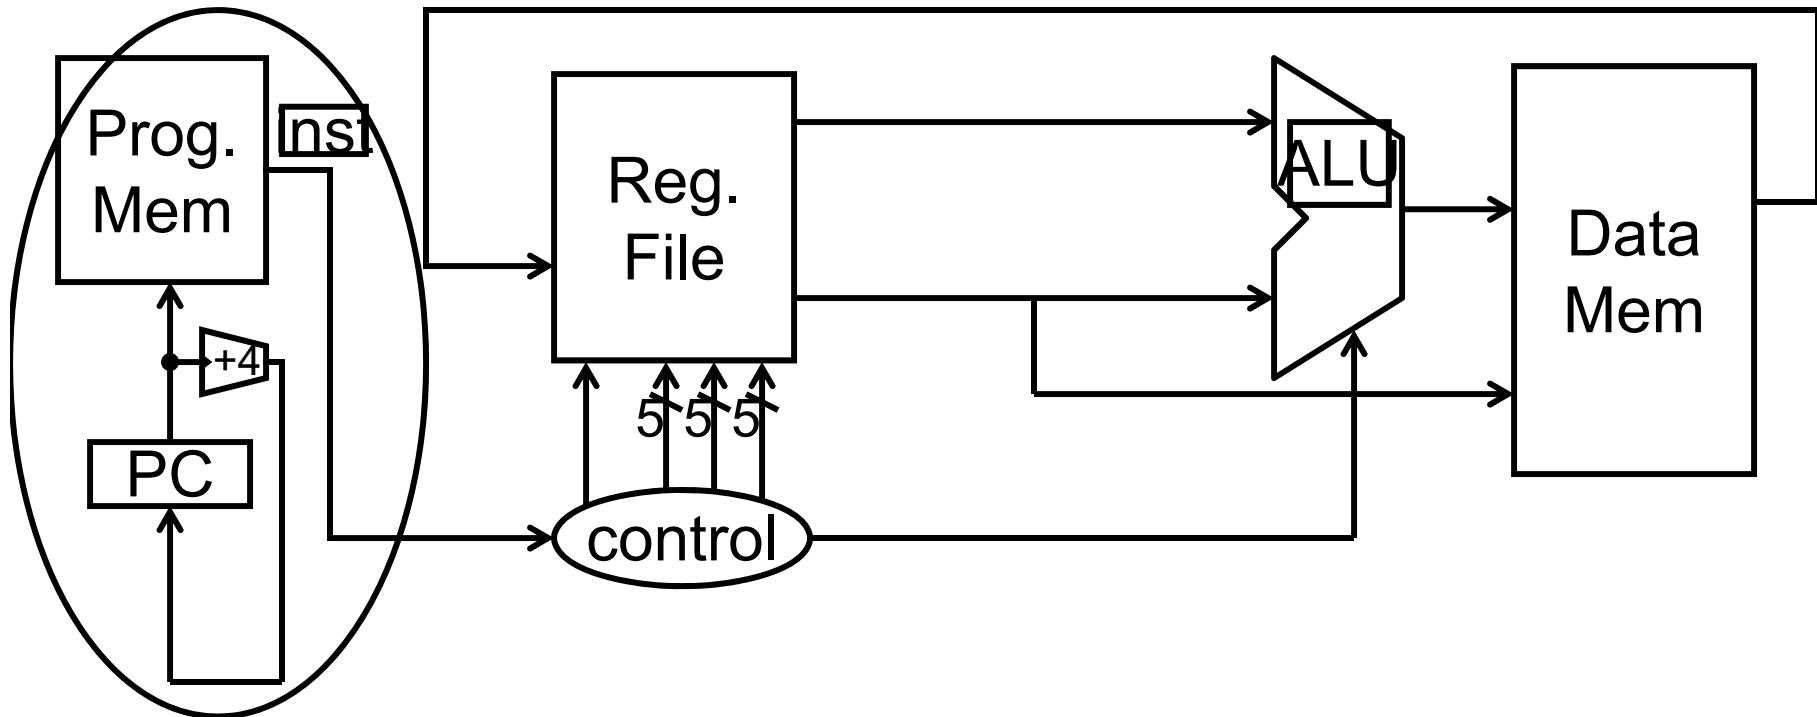 Prog.
Mem
inst
+4
PC
Reg.
File
5 5 5
control
ALU
Data
Mem